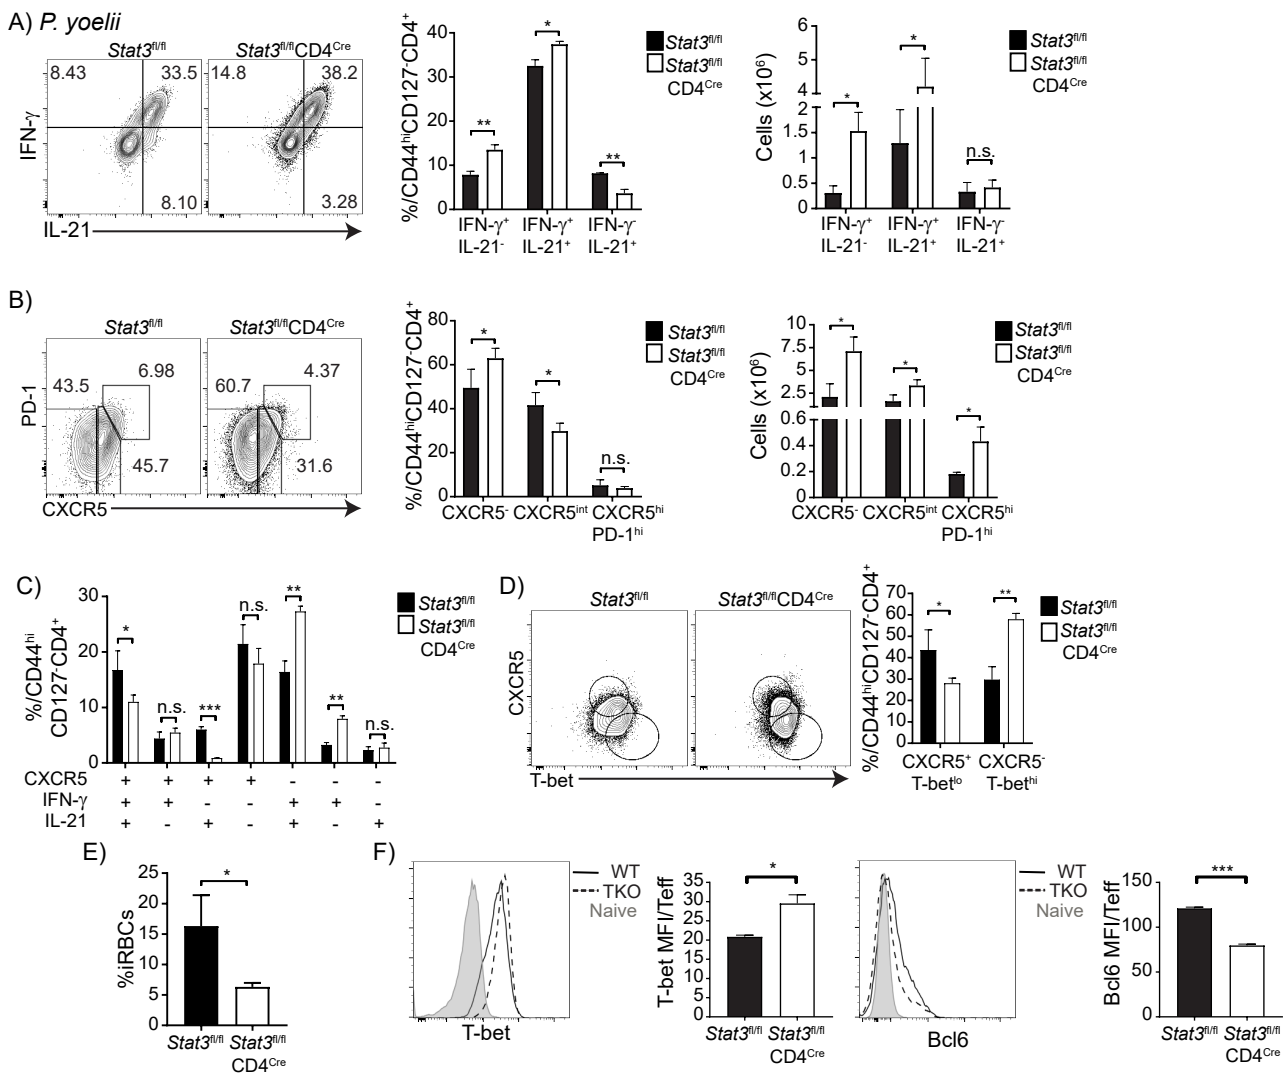 A) P. yoelii
Stat3fl/fl
Stat3fl/flCD4Cre
8.43
33.5
8.10
14.8
38.2
3.28
IFN-γ
IL-21
%/CD44hiCD127-CD4+
40
30
20
10
0
**
*
**
IFN-γ+ IFN-γ+ IFN-γ-
IL-21- IL-21+ IL-21+
Stat3fl/fl
Stat3fl/fl
CD4Cre
Cells (x10⁶)
6
5
4
2
1.5
1
0.5
0
*
*
n.s.
IFN-γ+ IFN-γ+ IFN-γ-
IL-21- IL-21+ IL-21+
Stat3fl/fl
Stat3fl/fl
CD4Cre
B)
Stat3fl/fl
Stat3fl/flCD4Cre
43.5
6.98
45.7
60.7
4.37
31.6
PD-1
CXCR5
%/CD44hiCD127-CD4+
80
60
40
20
0
*
*
n.s.
CXCR5- CXCR5int CXCR5hi
PD-1hi
Stat3fl/fl
Stat3fl/fl
CD4Cre
Cells (x10⁶)
10
7.5
5
2.5
0.6
0.4
0.2
0
*
*
*
CXCR5- CXCR5int CXCR5hi
PD-1hi
Stat3fl/fl
Stat3fl/fl
CD4Cre
C)
%/CD44hi
CD127-CD4+
30
20
10
0
*
n.s.
***
n.s.
**
**
n.s.
CXCR5 + + + + - - -
IFN-γ + + - - + + -
IL-21 + - + - + - +
Stat3fl/fl
Stat3fl/fl
CD4Cre
D)
Stat3fl/fl
Stat3fl/flCD4Cre
CXCR5
T-bet
%/CD44hiCD127-CD4+
70
60
50
40
30
20
10
0
*
**
CXCR5+ CXCR5-
T-betlo T-bethi
Stat3fl/fl
Stat3fl/fl
CD4Cre
E)
%iRBCs
25
20
15
10
5
0
*
Stat3fl/fl Stat3fl/fl
CD4Cre
F)
WT
TKO
Naive
T-bet
T-bet MFI/Teff
35
30
25
20
15
10
5
0
*
Stat3fl/fl Stat3fl/fl
CD4Cre
WT
TKO
Naive
Bcl6
Bcl6 MFI/Teff
150
100
50
0
***
Stat3fl/fl Stat3fl/fl
CD4Cre